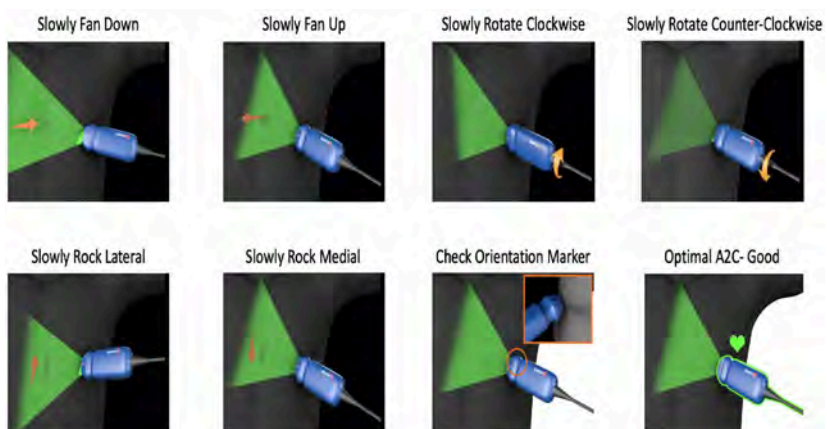 Slowly Fan Down
Slowly Fan Up
Slowly Rotate Clockwise
Slowly Rotate Counter-Clockwise
Slowly Rock Lateral
Slowly Rock Medial
Check Orientation Marker
Optimal A2C- Good